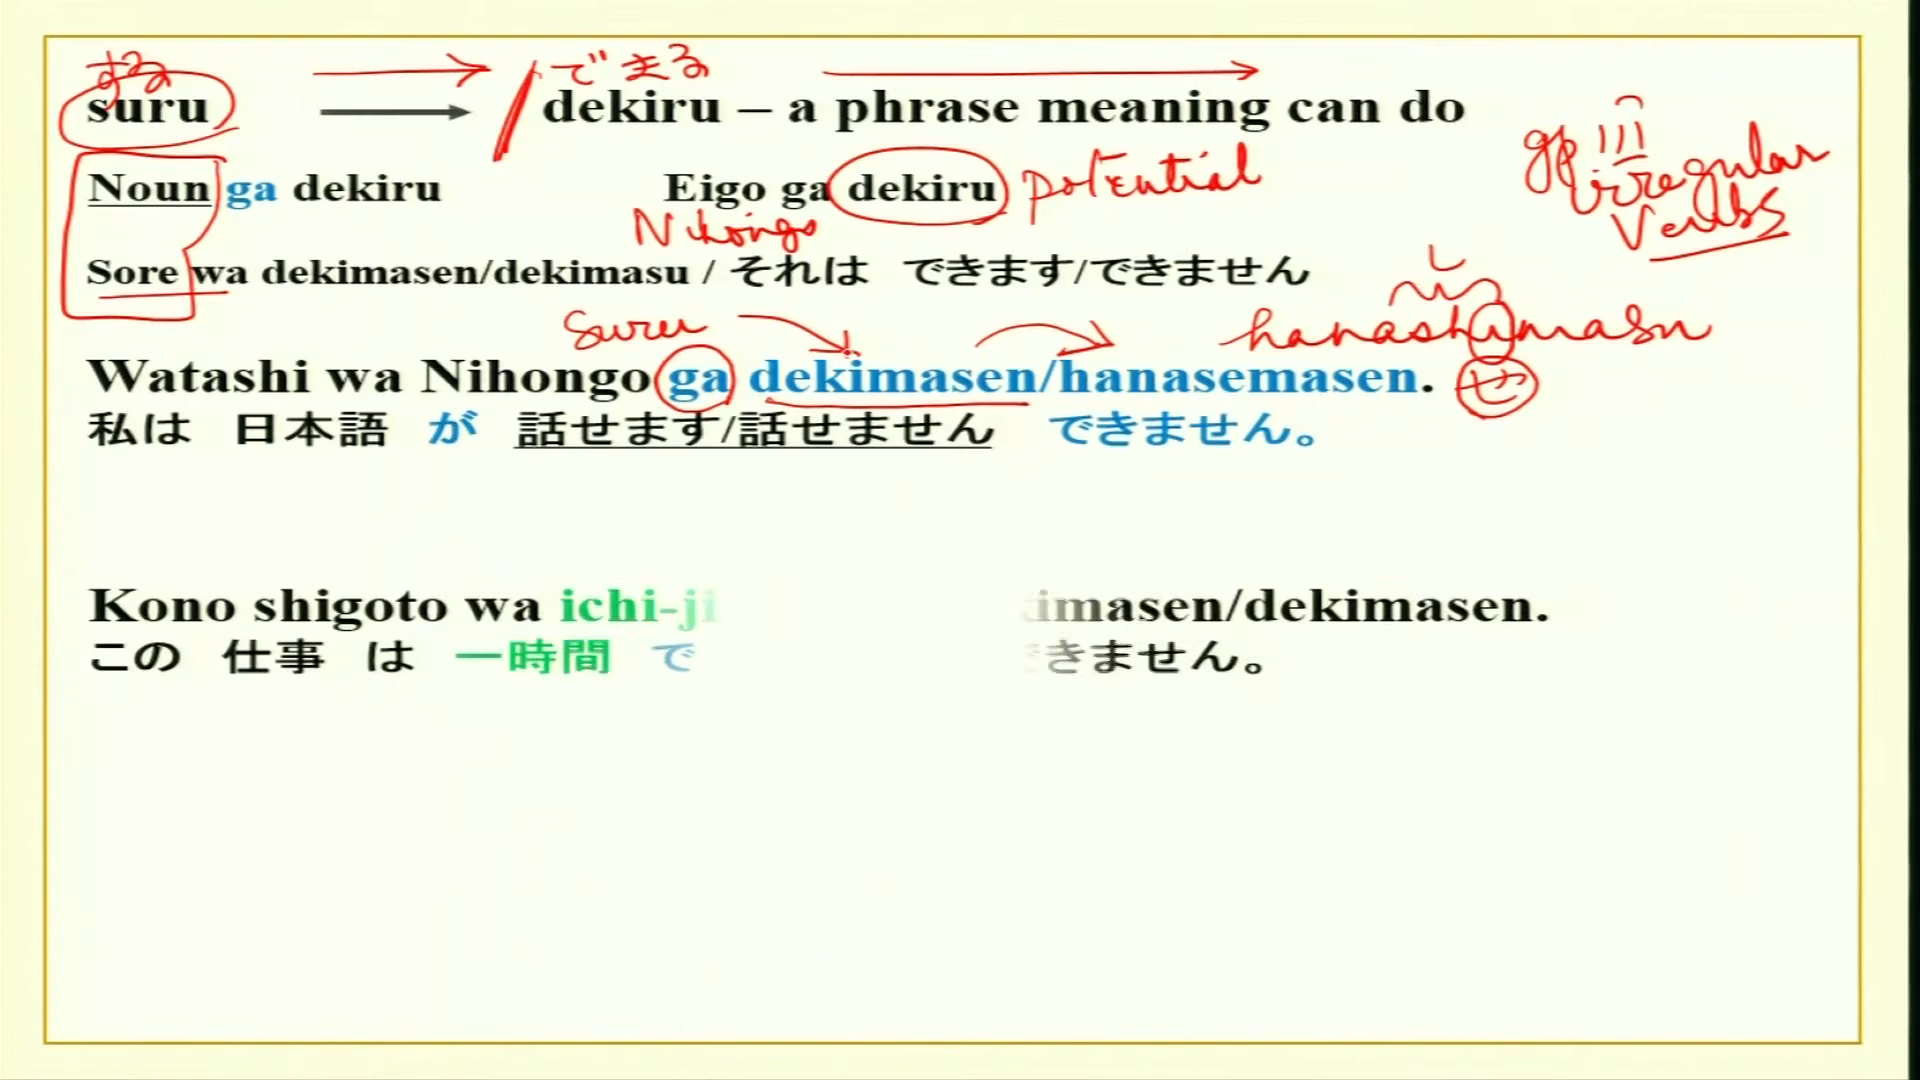 する できる
suru dekiru – a phrase meaning can do
gp III irregular verbs
Noun ga dekiru Eigo ga dekiru potential
Nihongo
Sore wa dekimasen/dekimasu / それは できます/できません
suru hanashimasu
し
Watashi wa Nihongo ga dekimasen/hanasemasen. せ
私は 日本語 が 話せます/話せません できません。
Kono shigoto wa ichi-ji imasen/dekimasen.
この 仕事 は 一時間 で きません。